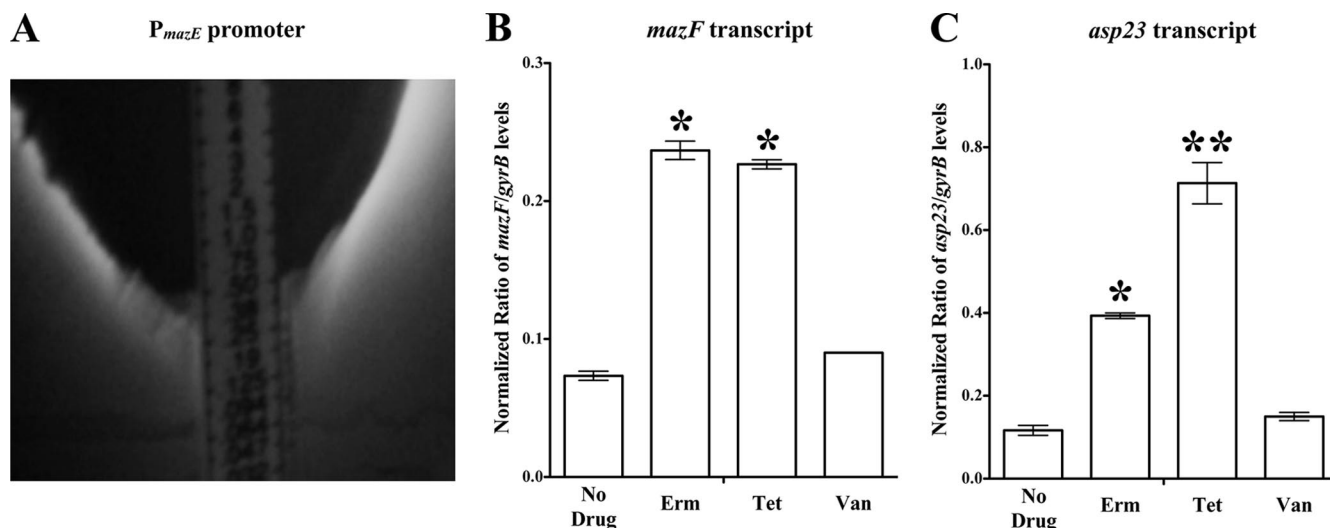 A
P mazE promoter
B
mazF transcript
Normalized Ratio of mazF/gyrB levels
0.3
0.2
0.1
0.0
*
*
No Drug
Erm
Tet
Van
C
asp23 transcript
Normalized Ratio of asp23/gyrB levels
1.0
0.8
0.6
0.4
0.2
0.0
*
**
No Drug
Erm
Tet
Van